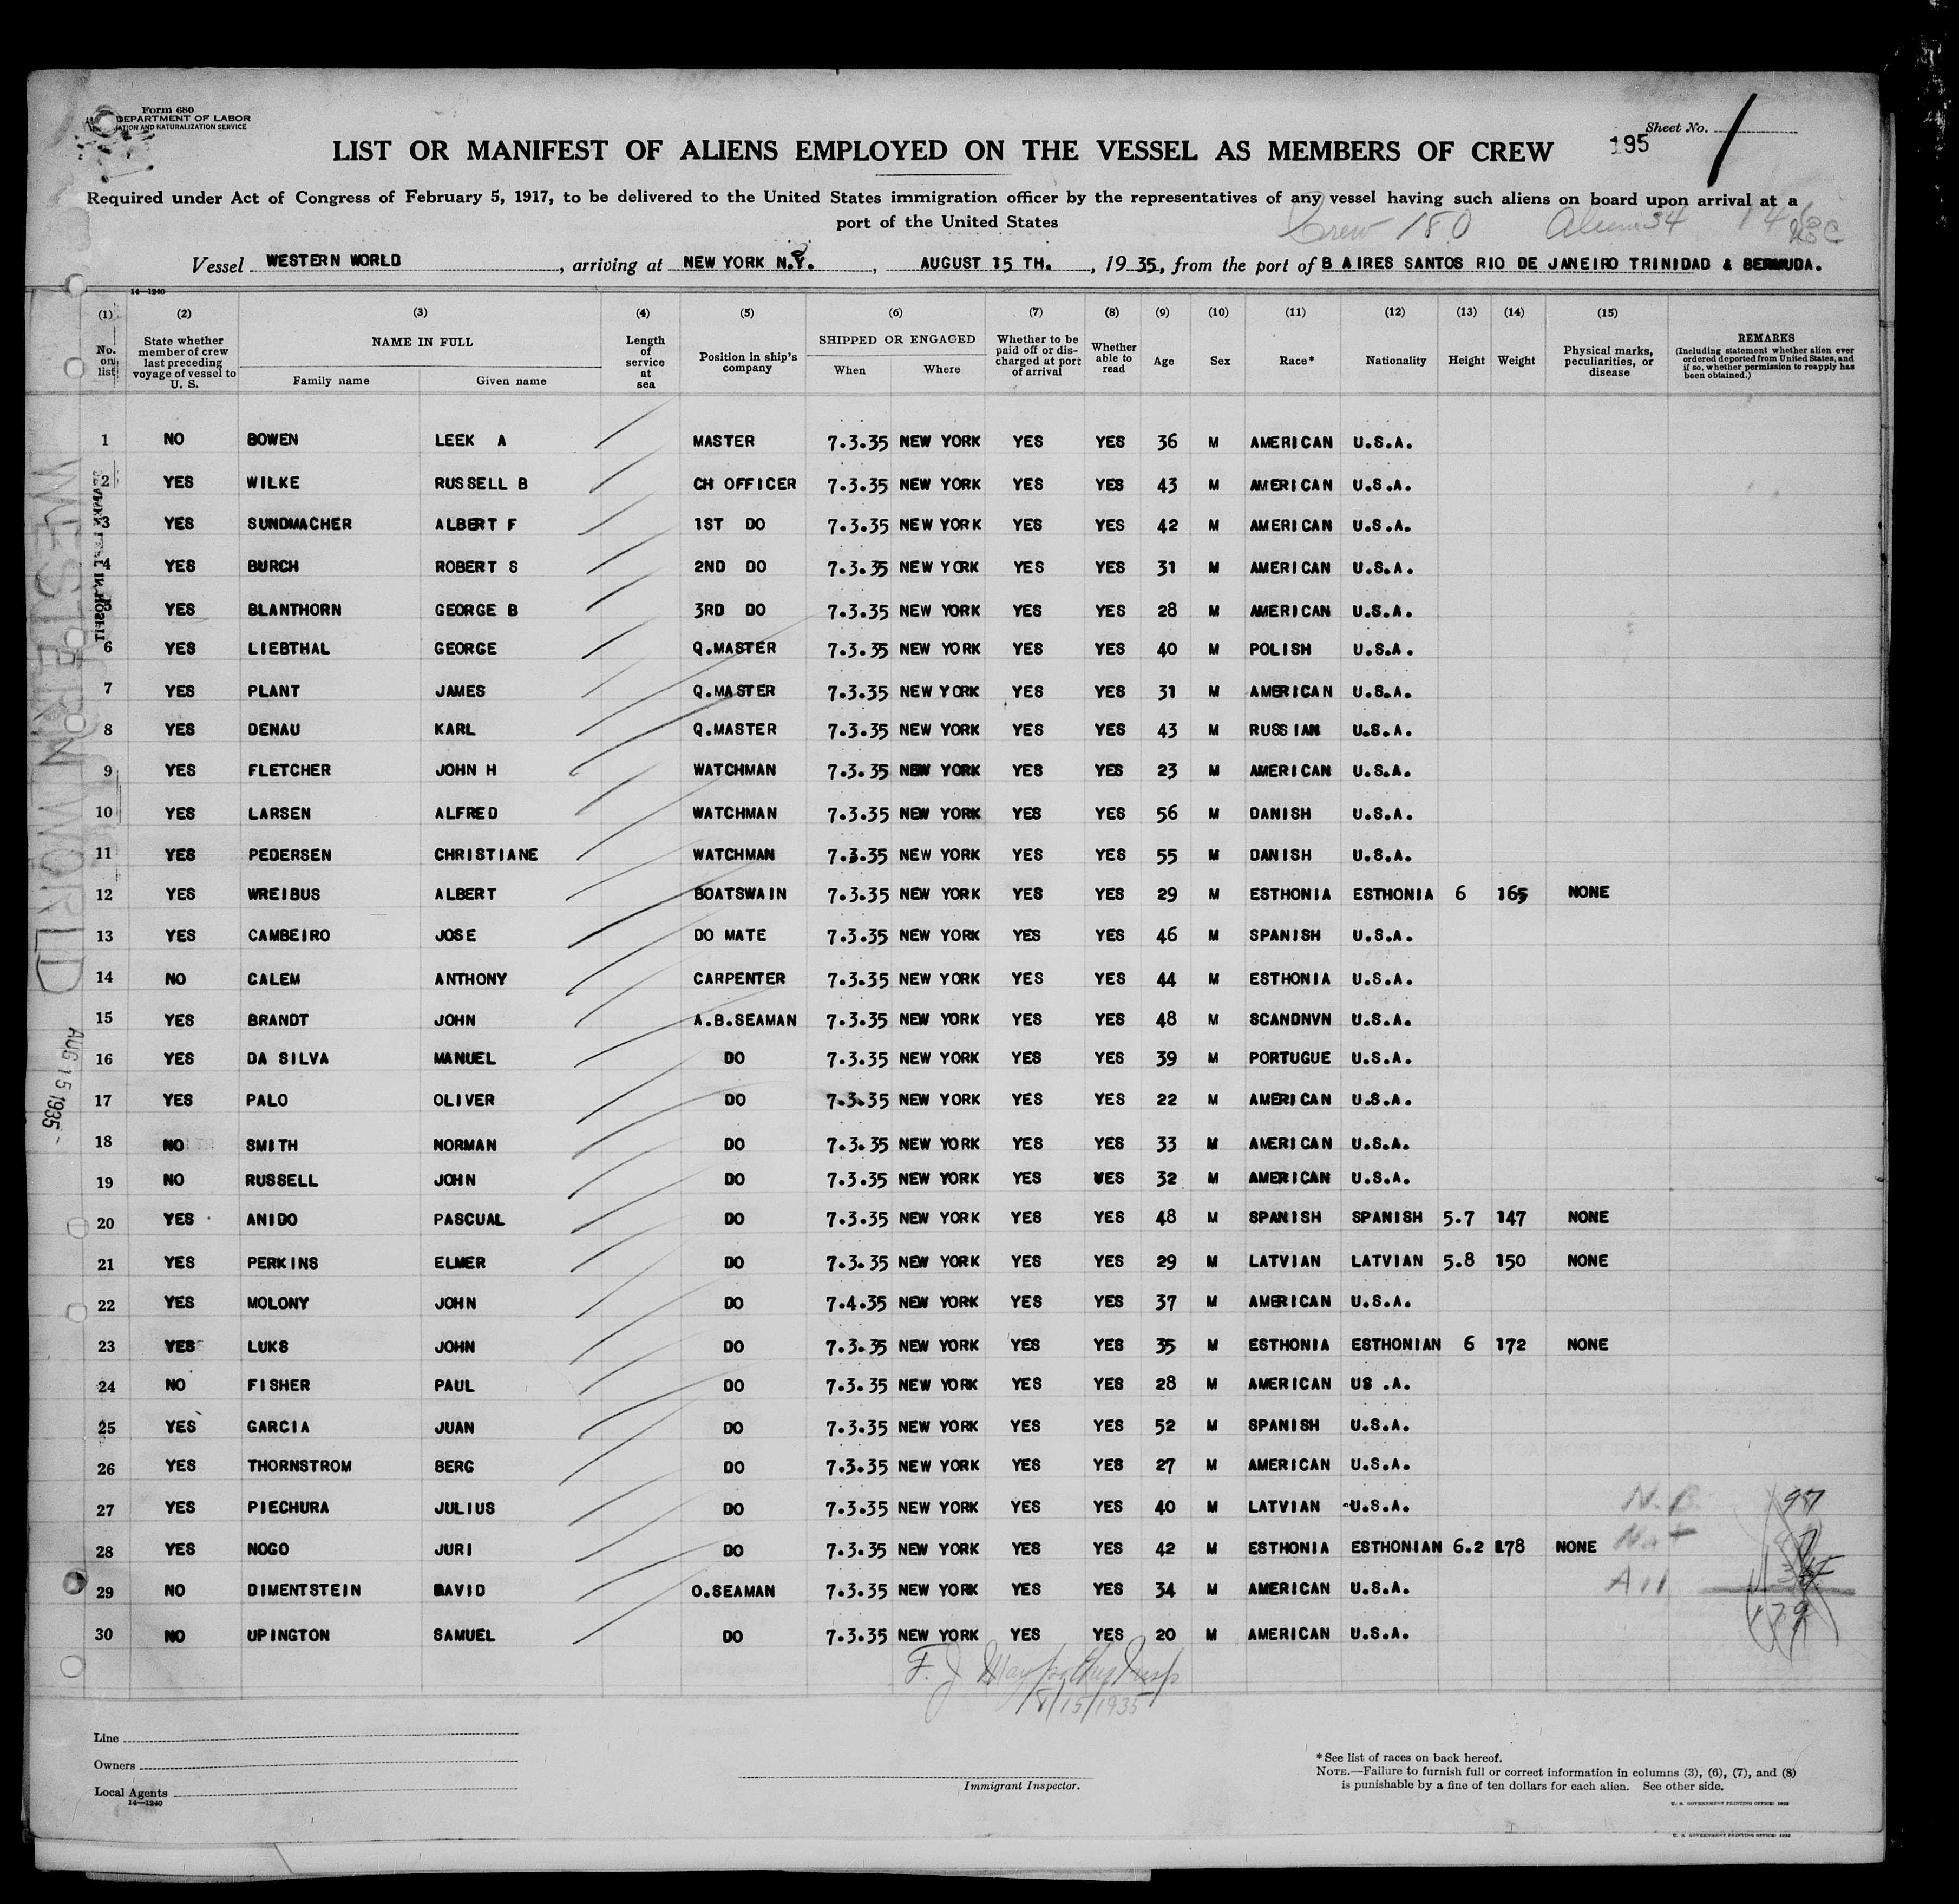 Form 680
DEPARTMENT OF LABOR
ATION AND NATURALIZATION SERVICE
Sheet No. 1
195
LIST OR MANIFEST OF ALIENS EMPLOYED ON THE VESSEL AS MEMBERS OF CREW
Required under Act of Congress of February 5, 1917, to be delivered to the United States immigration officer by the representatives of any vessel having such aliens on board upon arrival at a
port of the United States
Crew 180 Aliens 34
Vessel WESTERN WORLD, arriving at NEW YORK N.Y., AUGUST 15 TH., 1935, from the port of B AIRES SANTOS RIO DE JANEIRO TRINIDAD & BERMUDA.
14—1240
(1) (2) (3) (4) (5) (6) (7) (8) (9) (10) (11) (12) (13) (14) (15)
No. on list
State whether member of crew last preceding voyage of vessel to U. S.
NAME IN FULL
Family name Given name
Length of service at sea
Position in ship's company
SHIPPED OR ENGAGED
When Where
Whether to be paid off or discharged at port of arrival
Whether able to read
Age
Sex
Race*
Nationality
Height
Weight
Physical marks, peculiarities, or disease
REMARKS
(Including statement whether alien ever ordered deported from United States, and if so, whether permission to reapply has been obtained.)
1 NO BOWEN LEEK A MASTER 7.3.35 NEW YORK YES YES 36 M AMERICAN U.S.A.
2 YES WILKE RUSSELL B CH OFFICER 7.3.35 NEW YORK YES YES 43 M AMERICAN U.S.A.
3 YES SUNDMACHER ALBERT F 1ST DO 7.3.35 NEW YORK YES YES 42 M AMERICAN U.S.A.
4 YES BURCH ROBERT S 2ND DO 7.3.35 NEW YORK YES YES 31 M AMERICAN U.S.A.
5 YES BLANTHORN GEORGE B 3RD DO 7.3.35 NEW YORK YES YES 28 M AMERICAN U.S.A.
6 YES LIEBTHAL GEORGE Q.MASTER 7.3.35 NEW YORK YES YES 40 M POLISH U.S.A.
7 YES PLANT JAMES Q.MASTER 7.3.35 NEW YORK YES YES 31 M AMERICAN U.S.A.
8 YES DENAU KARL Q.MASTER 7.3.35 NEW YORK YES YES 43 M RUSSIAN U.S.A.
9 YES FLETCHER JOHN H WATCHMAN 7.3.35 NEW YORK YES YES 23 M AMERICAN U.S.A.
10 YES LARSEN ALFRED WATCHMAN 7.3.35 NEW YORK YES YES 56 M DANISH U.S.A.
11 YES PEDERSEN CHRISTIANE WATCHMAN 7.3.35 NEW YORK YES YES 55 M DANISH U.S.A.
12 YES WREIBUS ALBERT BOATSWAIN 7.3.35 NEW YORK YES YES 29 M ESTHONIA ESTHONIA 6 165 NONE
13 YES CAMBEIRO JOSE DO MATE 7.3.35 NEW YORK YES YES 46 M SPANISH U.S.A.
14 NO CALEM ANTHONY CARPENTER 7.3.35 NEW YORK YES YES 44 M ESTHONIA U.S.A.
15 YES BRANDT JOHN A.B.SEAMAN 7.3.35 NEW YORK YES YES 48 M SCANDNVN U.S.A.
16 YES DA SILVA MANUEL DO 7.3.35 NEW YORK YES YES 39 M PORTUGUE U.S.A.
17 YES PALO OLIVER DO 7.3.35 NEW YORK YES YES 22 M AMERICAN U.S.A.
18 NO SMITH NORMAN DO 7.3.35 NEW YORK YES YES 33 M AMERICAN U.S.A.
19 NO RUSSELL JOHN DO 7.3.35 NEW YORK YES YES 32 M AMERICAN U.S.A.
20 YES ANIDO PASCUAL DO 7.3.35 NEW YORK YES YES 48 M SPANISH SPANISH 5.7 147 NONE
21 YES PERKINS ELMER DO 7.3.35 NEW YORK YES YES 29 M LATVIAN LATVIAN 5.8 150 NONE
22 YES MOLONY JOHN DO 7.4.35 NEW YORK YES YES 37 M AMERICAN U.S.A.
23 YES LUKS JOHN DO 7.3.35 NEW YORK YES YES 35 M ESTHONIA ESTHONIAN 6 172 NONE
24 NO FISHER PAUL DO 7.3.35 NEW YORK YES YES 28 M AMERICAN US .A.
25 YES GARCIA JUAN DO 7.3.35 NEW YORK YES YES 52 M SPANISH U.S.A.
26 YES THORNSTROM BERG DO 7.3.35 NEW YORK YES YES 27 M AMERICAN U.S.A.
27 YES PIECHURA JULIUS DO 7.3.35 NEW YORK YES YES 40 M LATVIAN U.S.A. N.B. 97
28 YES NOGO JURI DO 7.3.35 NEW YORK YES YES 42 M ESTHONIA ESTHONIAN 6.2 178 NONE Nat
29 NO DIMENTSTEIN DAVID O.SEAMAN 7.3.35 NEW YORK YES YES 34 M AMERICAN U.S.A. All
30 NO UPINGTON SAMUEL DO 7.3.35 NEW YORK YES YES 20 M AMERICAN U.S.A. 179
WESTERN WORLD
AUG 15 1935
F. J.
8/15/1935
Line
Owners
Local Agents
14—1240
Immigrant Inspector.
*See list of races on back hereof.
NOTE.—Failure to furnish full or correct information in columns (3), (6), (7), and (8)
is punishable by a fine of ten dollars for each alien. See other side.
U. S. GOVERNMENT PRINTING OFFICE: 1932
U. S. GOVERNMENT PRINTING OFFICE: 1932